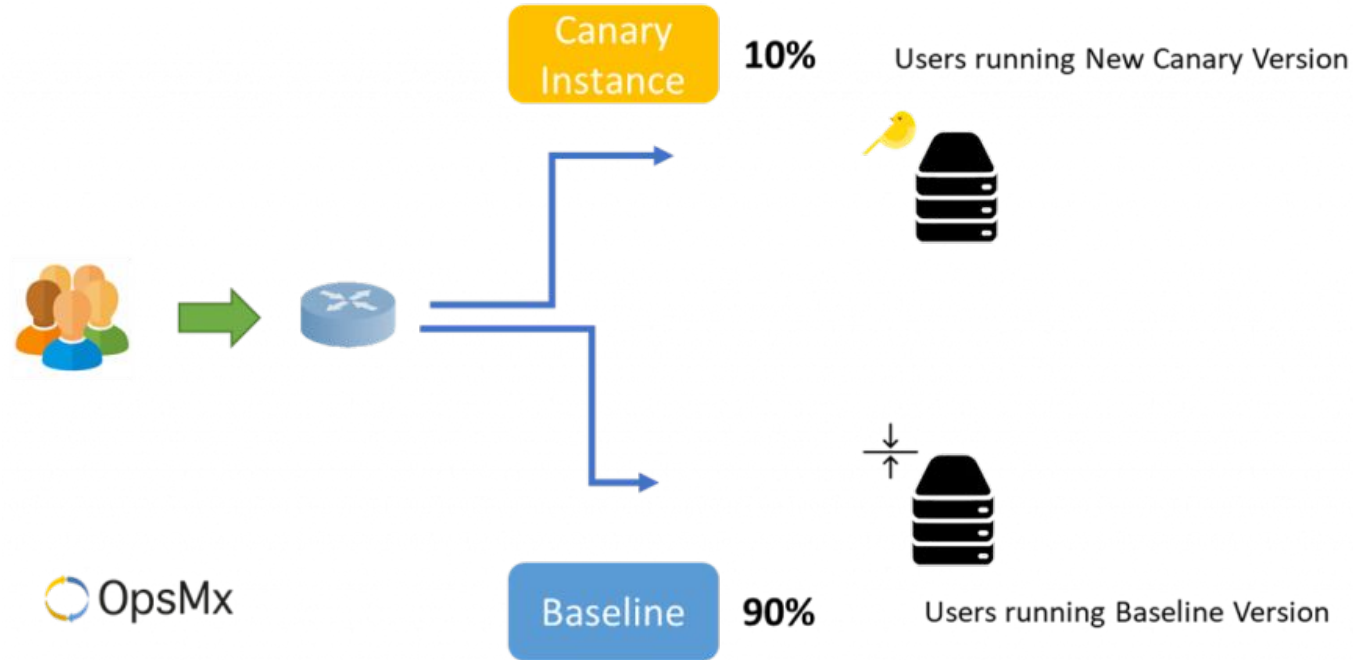 Canary
Instance
10%
Users running New Canary Version
OpsMx
Baseline
90%
Users running Baseline Version